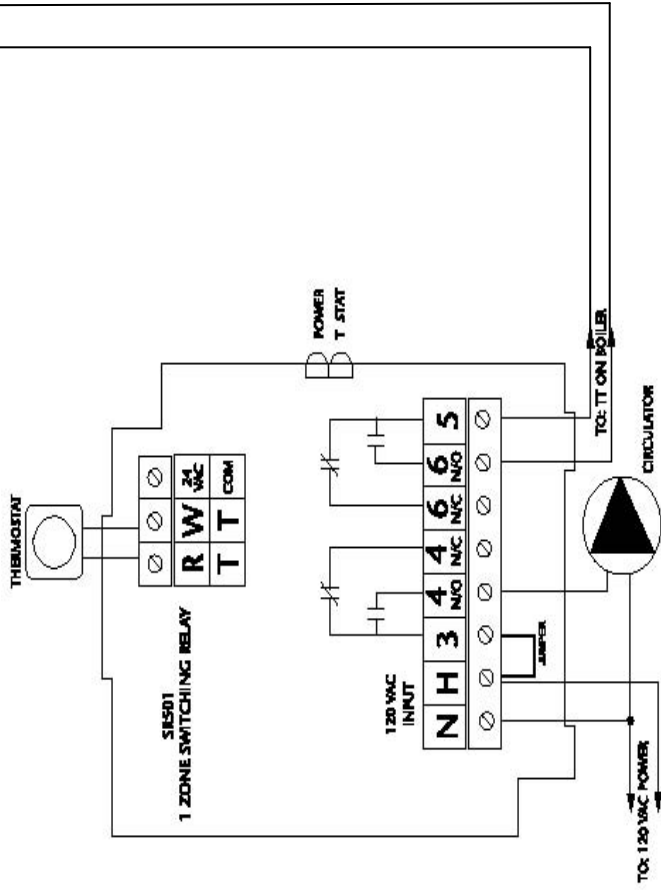 THERMOSTAT
R W 24 VAC
T T COM
SR501
1 ZONE SWITCHING RELAY
POWER
T STAT
120 VAC
INPUT
N H 3 4 N/O 4 N/C 6 N/C 6 N/O 5
JUMPER
TO: TT ON BOILER
CIRCULATOR
TO: 120 VAC POWER